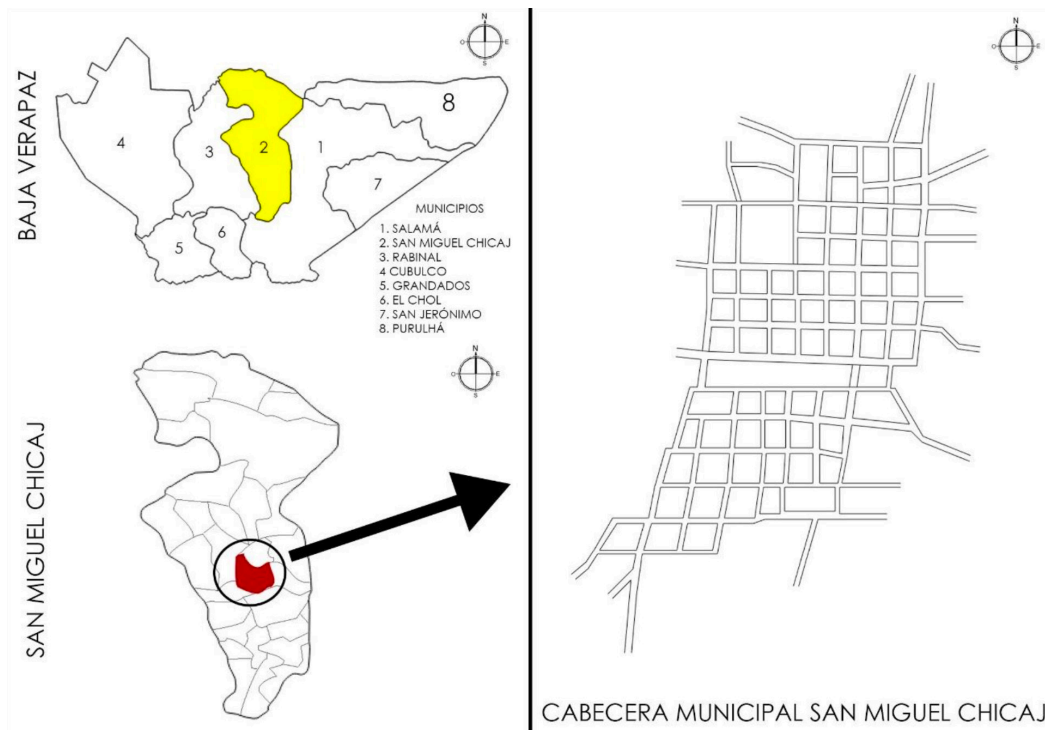 BAJA VERAPAZ
N
O E
S
8
4
3
2
1
7
6
5
MUNICIPIOS
1. SALAMÁ
2. SAN MIGUEL CHICAJ
3. RABINAL
4 CUBULCO
5. GRANDADOS
6. EL CHOL
7. SAN JERÓNIMO
8. PURULHÁ
SAN MIGUEL CHICAJ
N
O E
S
N
O E
S
CABECERA MUNICIPAL SAN MIGUEL CHICAJ